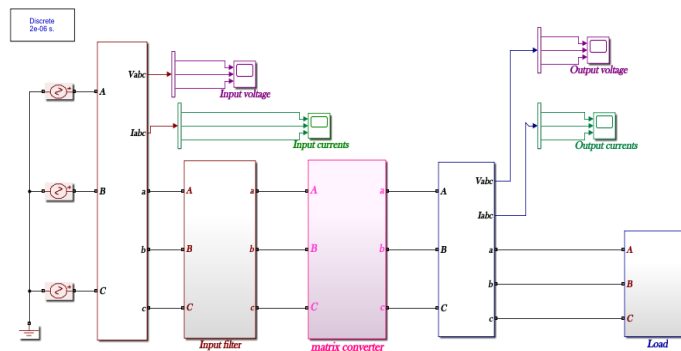 Discrete
2e-06 s.
Vabc
Iabc
A
B
C
a
b
c
Input voltage
Input currents
A
B
C
a
b
c
Input filter
A
B
C
a
b
c
matrix converter
A
B
C
Vabc
Iabc
a
b
c
Output voltage
Output currents
A
B
C
Load